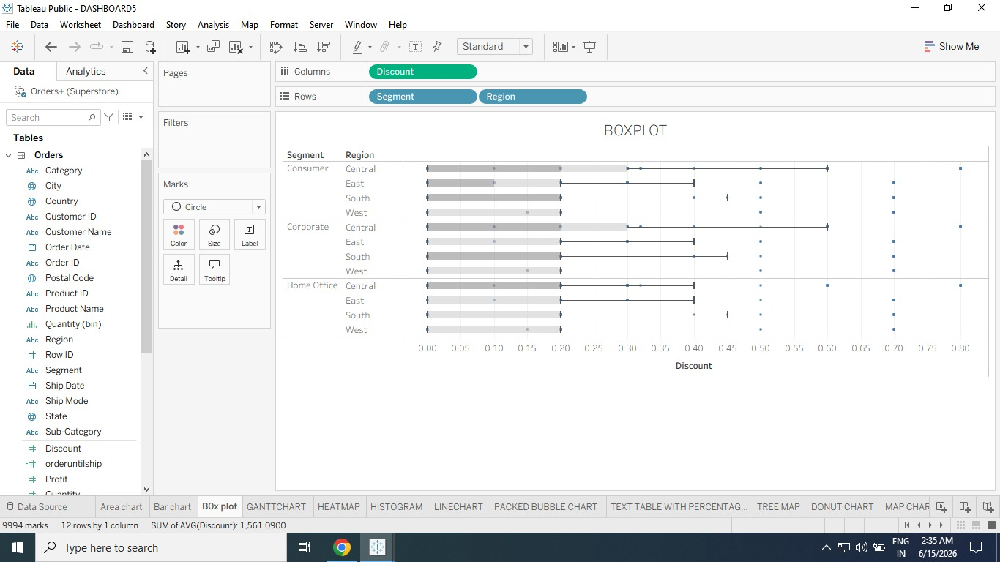 Tableau Public - DASHBOARD5
File Data Worksheet Dashboard Story Analysis Map Format Server Window Help
Standard
Show Me
Data Analytics
Orders+ (Superstore)
Search
Tables
Orders
Abc Category
City
Country
Abc Customer ID
Abc Customer Name
Order Date
Abc Order ID
Postal Code
Abc Product ID
Abc Product Name
Quantity (bin)
Abc Region
# Row ID
Abc Segment
Ship Date
Abc Ship Mode
State
Abc Sub-Category
# Discount
=# orderuntilship
# Profit
# Quantity
Pages
Filters
Marks
Circle
Color Size Label
Detail Tooltip
Columns Discount
Rows Segment Region
BOXPLOT
Segment Region
Consumer Central
East
South
West
Corporate Central
East
South
West
Home Office Central
East
South
West
0.00 0.05 0.10 0.15 0.20 0.25 0.30 0.35 0.40 0.45 0.50 0.55 0.60 0.65 0.70 0.75 0.80
Discount
Data Source Area chart Bar chart BOx plot GANTTCHART HEATMAP HISTOGRAM LINECHART PACKED BUBBLE CHART TEXT TABLE WITH PERCENTAG... TREE MAP DONUT CHART MAP CHAR
9994 marks 12 rows by 1 column SUM of AVG(Discount): 1,561.0900
Type here to search
ENG
IN
2:35 AM
6/15/2026